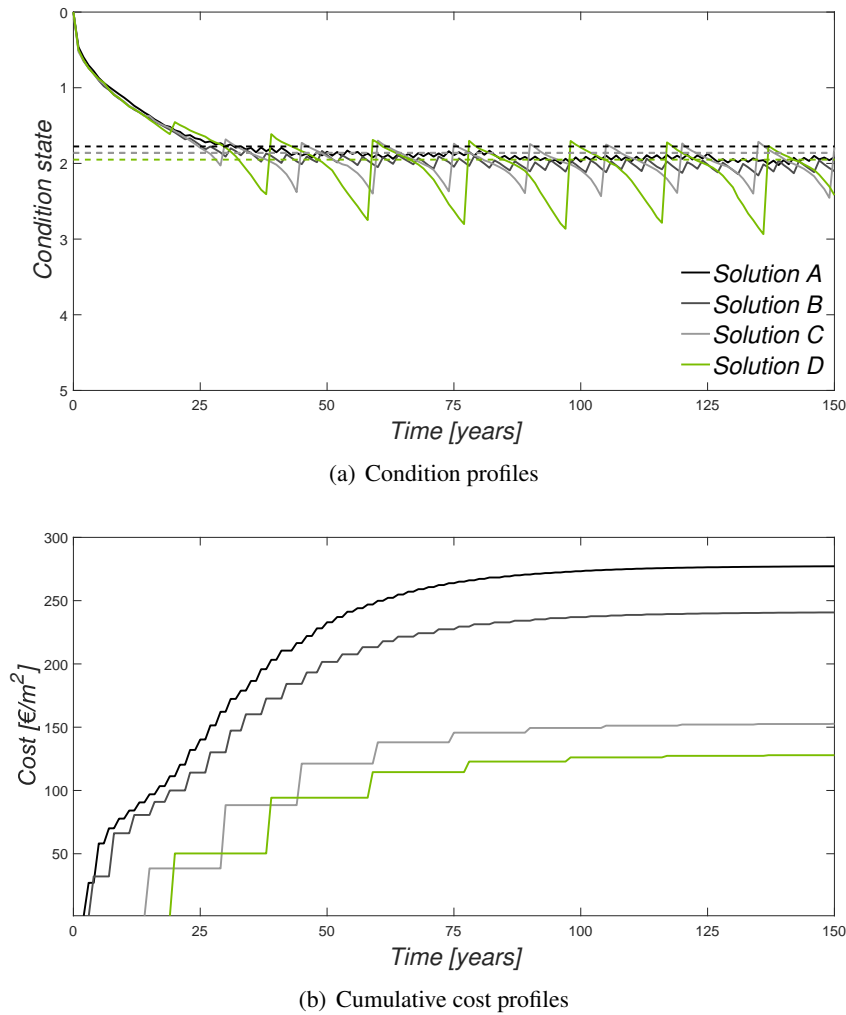 0
1
2
3
4
5
Condition state
0 25 50 75 100 125 150
Time [years]
Solution A
Solution B
Solution C
Solution D
(a) Condition profiles
300
250
200
150
100
50
Cost [€/m²]
0 25 50 75 100 125 150
Time [years]
(b) Cumulative cost profiles